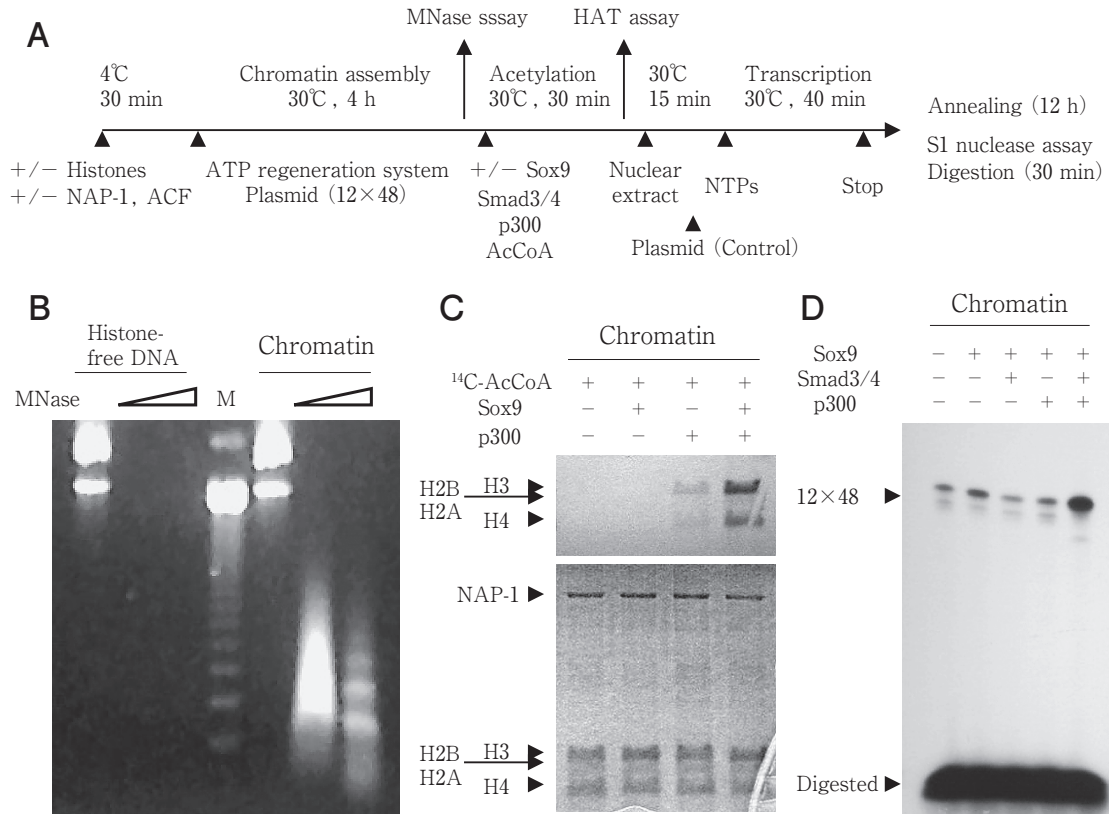 A
MNase sssay HAT assay
4℃
30 min
Chromatin assembly
30℃, 4 h
Acetylation
30℃, 30 min
30℃
15 min
Transcription
30℃, 40 min
Annealing (12 h)
S1 nuclease assay
Digestion (30 min)
+/− Histones
+/− NAP-1, ACF
ATP regeneration system
Plasmid (12×48)
+/− Sox9
Smad3/4
p300
AcCoA
Nuclear
extract
NTPs
Plasmid (Control)
Stop
B
Histone-
free DNA
Chromatin
MNase M
C
Chromatin
¹⁴C-AcCoA + + + +
Sox9 − + − +
p300 − − + +
H2B H3
H2A H4
NAP-1
H2B H3
H2A H4
D
Chromatin
Sox9 − + + + +
Smad3/4 − − + − +
p300 − − − + +
12×48
Digested